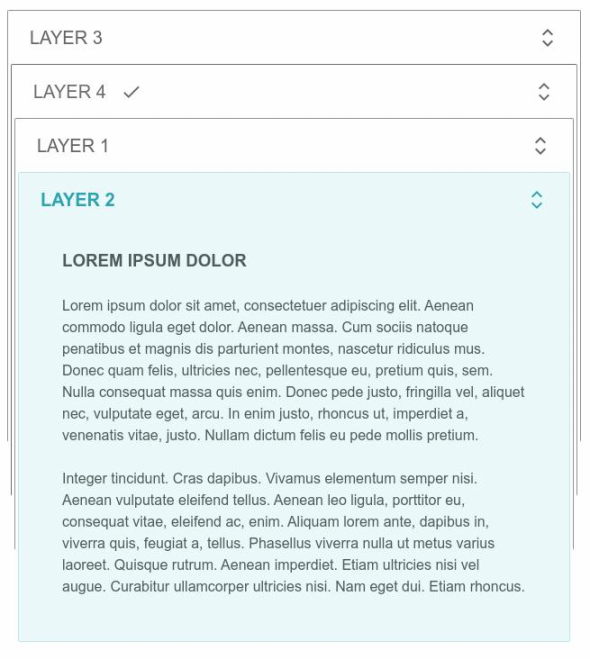 LAYER 3
LAYER 4
LAYER 1
LAYER 2
LOREM IPSUM DOLOR
Lorem ipsum dolor sit amet, consectetuer adipiscing elit. Aenean
commodo ligula eget dolor. Aenean massa. Cum sociis natoque
penatibus et magnis dis parturient montes, nascetur ridiculus mus.
Donec quam felis, ultricies nec, pellentesque eu, pretium quis, sem.
Nulla consequat massa quis enim. Donec pede justo, fringilla vel, aliquet
nec, vulputate eget, arcu. In enim justo, rhoncus ut, imperdiet a,
venenatis vitae, justo. Nullam dictum felis eu pede mollis pretium.
Integer tincidunt. Cras dapibus. Vivamus elementum semper nisi.
Aenean vulputate eleifend tellus. Aenean leo ligula, porttitor eu,
consequat vitae, eleifend ac, enim. Aliquam lorem ante, dapibus in,
viverra quis, feugiat a, tellus. Phasellus viverra nulla ut metus varius
laoreet. Quisque rutrum. Aenean imperdiet. Etiam ultricies nisi vel
augue. Curabitur ullamcorper ultricies nisi. Nam eget dui. Etiam rhoncus.